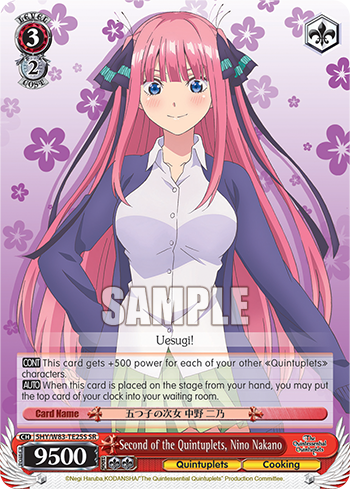 LEVEL
3
2
COST
SAMPLE
Uesugi!
CONT This card gets +500 power for each of your other «Quintuplets»
characters.
AUTO When this card is placed on the stage from your hand, you may put
the top card of your clock into your waiting room.
Card Name 五つ子の次女 中野 二乃
CH 5HY/W83-TE25S SR
Second of the Quintuplets, Nino Nakano
The Quintessential Quintuplets
POWER 9500
Quintuplets Cooking
©Negi Haruba,KODANSHA/"The Quintessential Quintuplets" Production Committee.